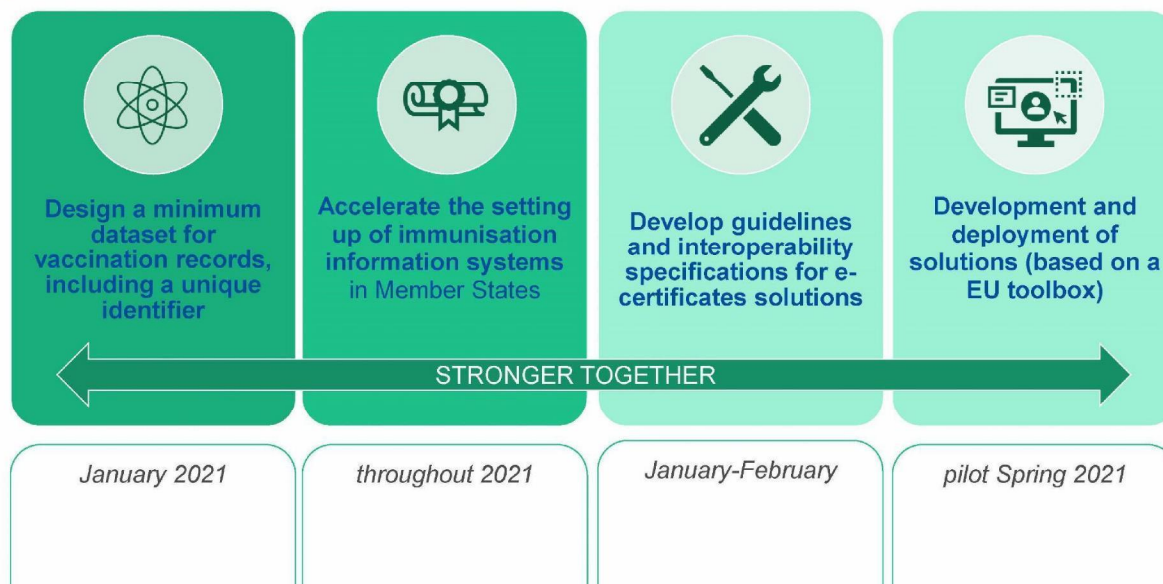 Design a minimum
dataset for
vaccination records,
including a unique
identifier
Accelerate the setting
up of immunisation
information systems
in Member States
Develop guidelines
and interoperability
specifications for e-
certificates solutions
Development and
deployment of
solutions (based on a
EU toolbox)
STRONGER TOGETHER
January 2021
throughout 2021
January-February
pilot Spring 2021